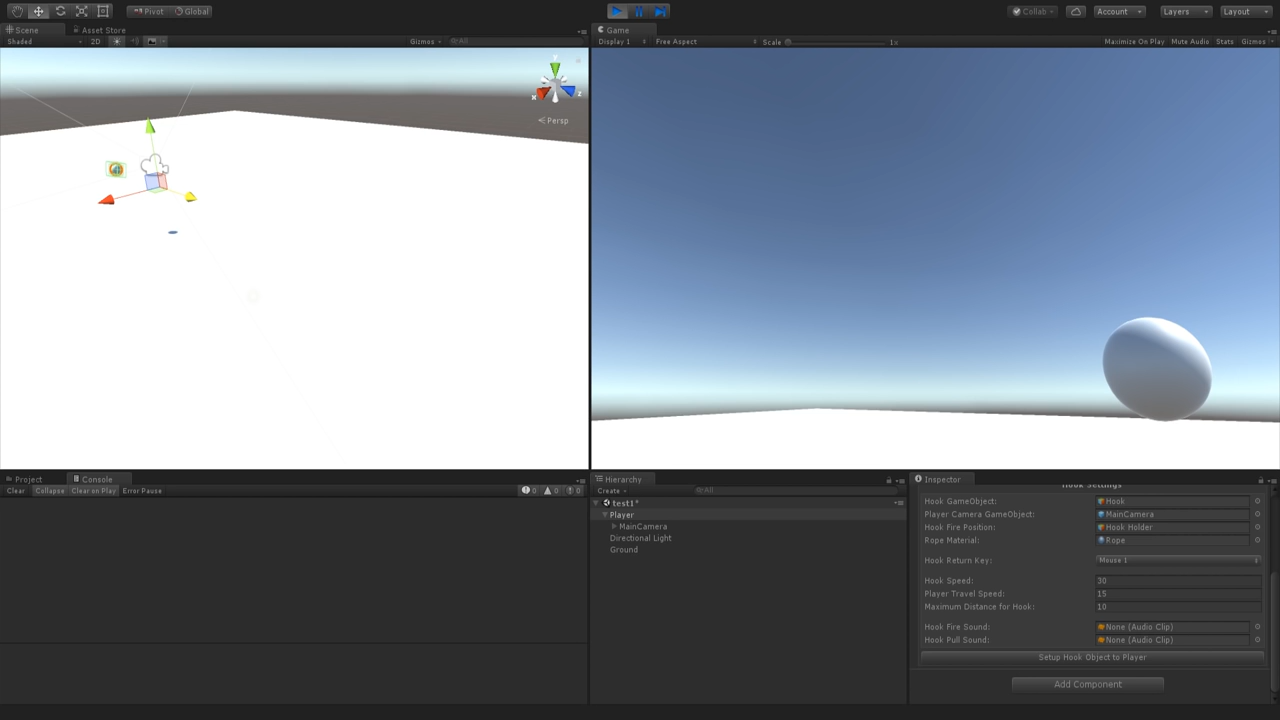 Pivot Global Collab Account Layers Layout
Scene Asset Store
Shaded 2D Gizmos All
Game
Display 1 Free Aspect Scale 1x Maximize On Play Mute Audio Stats Gizmos
x z
Persp
Project Console
Clear Collapse Clear on Play Error Pause 0 0 0
Hierarchy
Create All
test1*
Player
MainCamera
Directional Light
Ground
Inspector
Hook Settings
Hook GameObject: Hook
Player Camera GameObject: MainCamera
Hook Fire Position: Hook Holder
Rope Material: Rope
Hook Return Key: Mouse 1
Hook Speed: 30
Player Travel Speed: 15
Maximum Distance for Hook: 10
Hook Fire Sound: None (Audio Clip)
Hook Pull Sound: None (Audio Clip)
Setup Hook Object to Player
Add Component